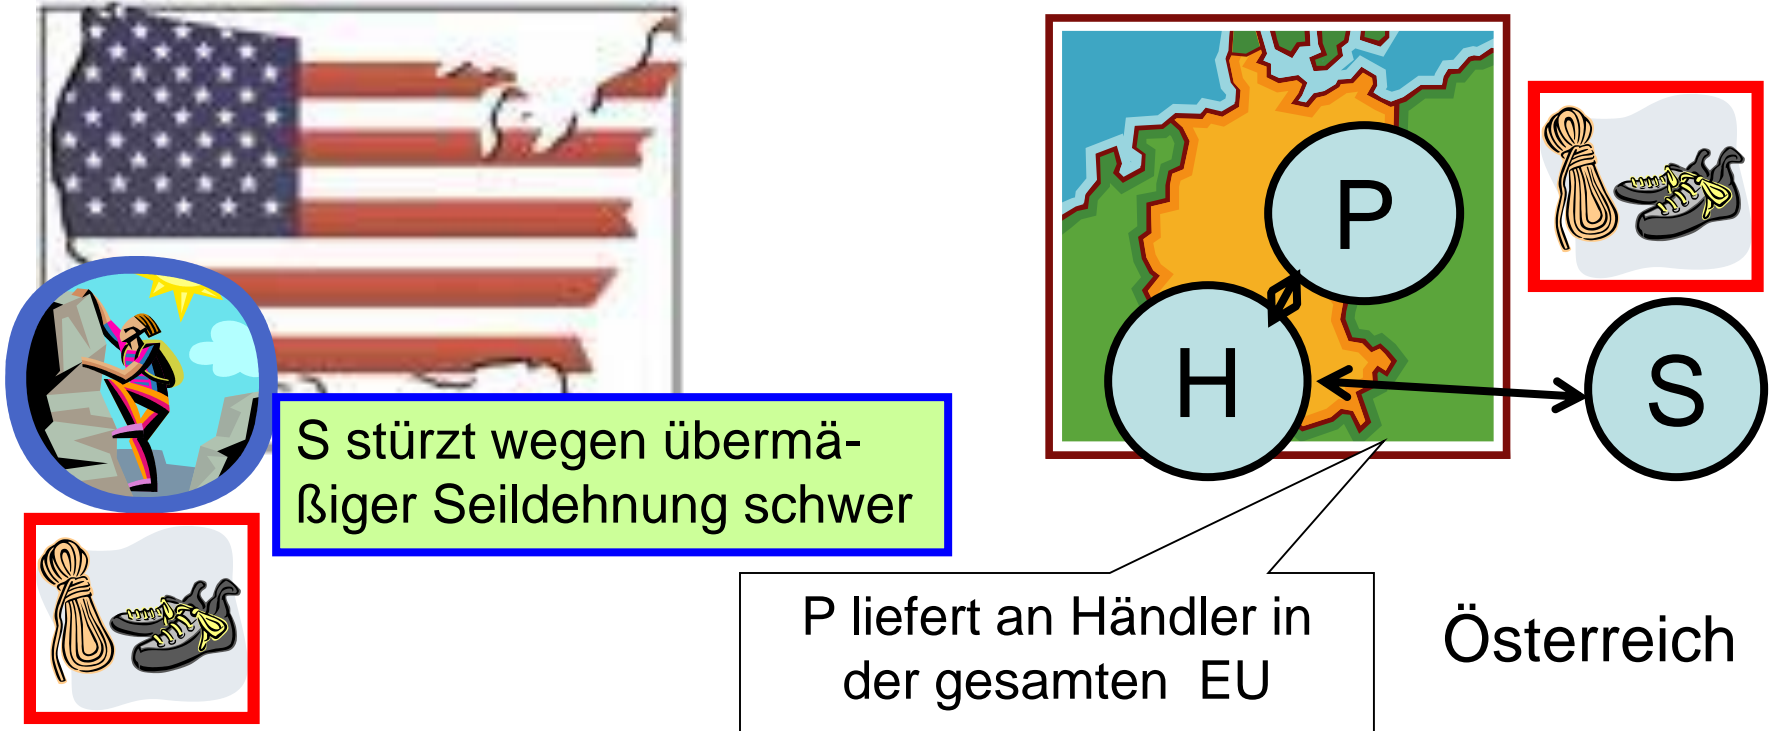 P
H
S
S stürzt wegen übermä-
ßiger Seildehnung schwer
P liefert an Händler in
der gesamten EU
Österreich